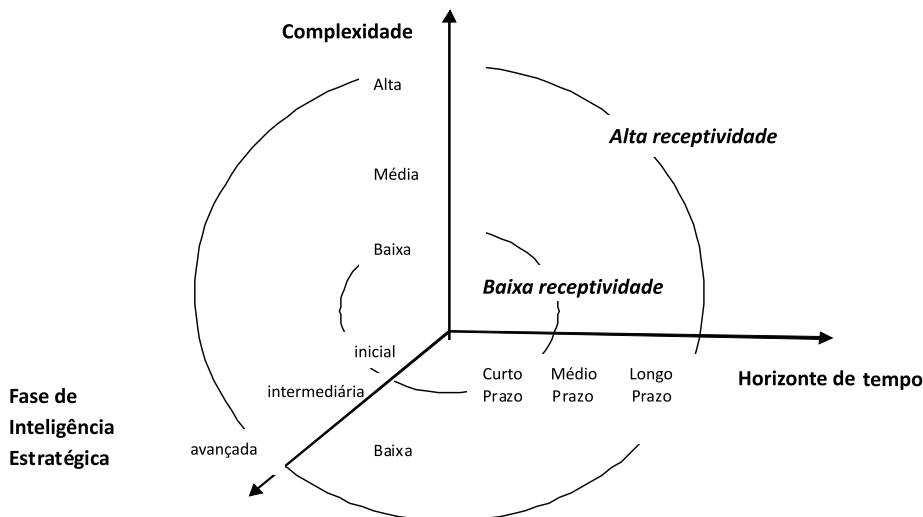 Complexidade
Alta
Alta receptividade
Média
Baixa
Baixa receptividade
inicial
intermediária
avançada
Curto
Prazo
Médio
Prazo
Longo
Prazo
Horizonte de tempo
Fase de
Inteligência
Estratégica
Baixa